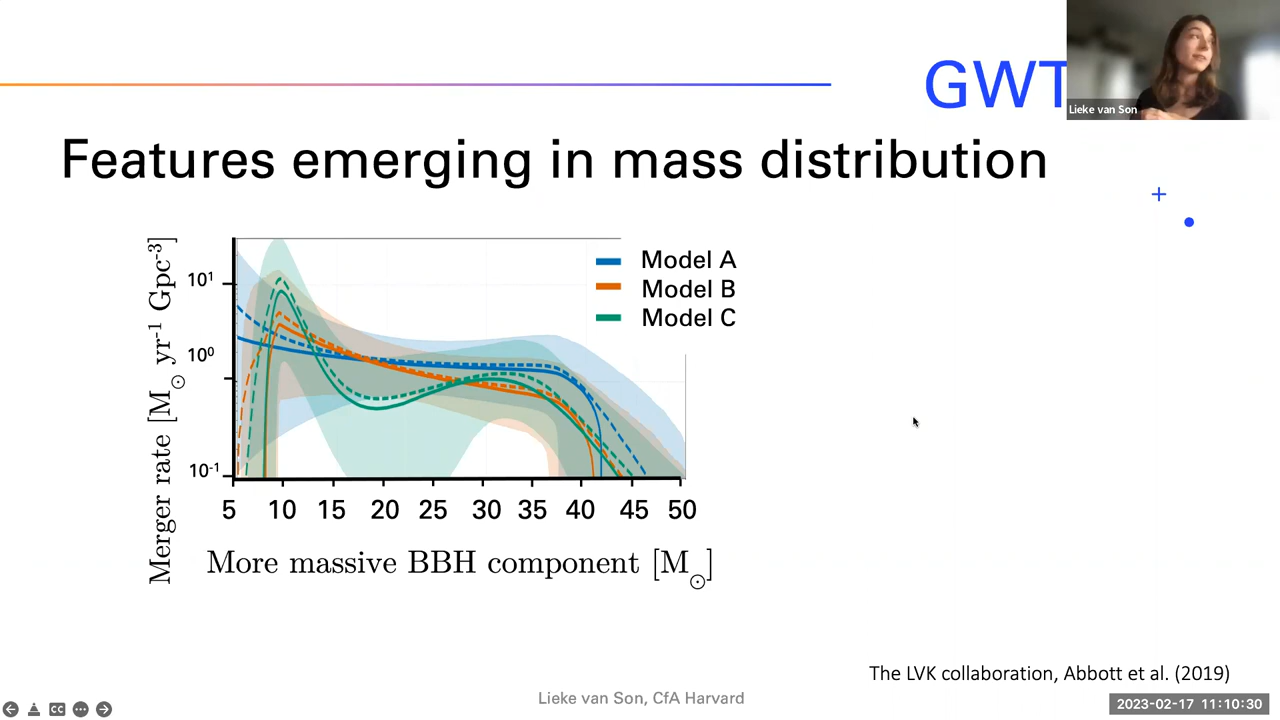 GWT
Lieke van Son
Features emerging in mass distribution
Merger rate [M⊙ yr⁻¹ Gpc⁻³]
10¹
10⁰
10⁻¹
Model A
Model B
Model C
5 10 15 20 25 30 35 40 45 50
More massive BBH component [M⊙]
The LVK collaboration, Abbott et al. (2019)
Lieke van Son, CfA Harvard
CC
2023-02-17 11:10:30